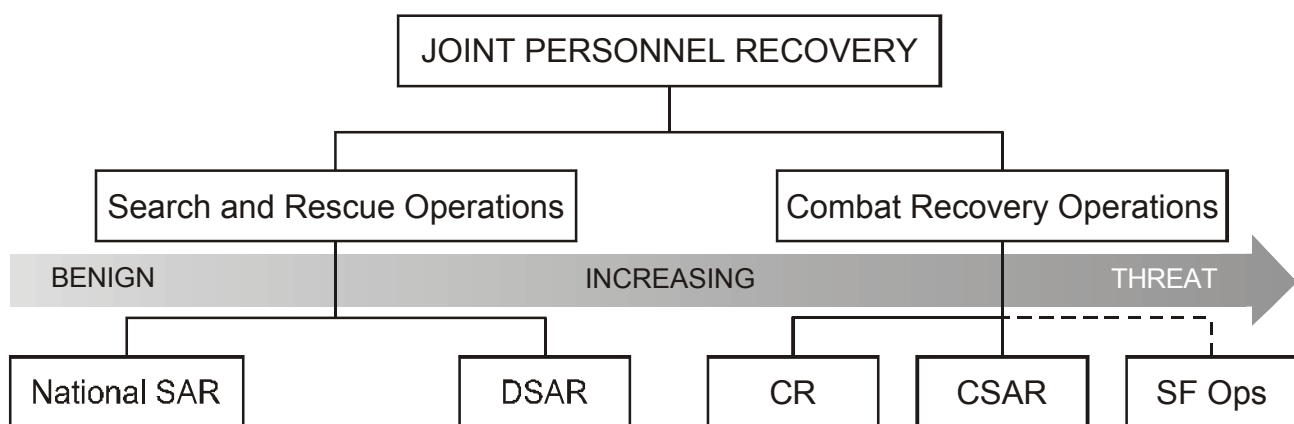 JOINT PERSONNEL RECOVERY
Search and Rescue Operations
Combat Recovery Operations
BENIGN
INCREASING
THREAT
National SAR
DSAR
CR
CSAR
SF Ops